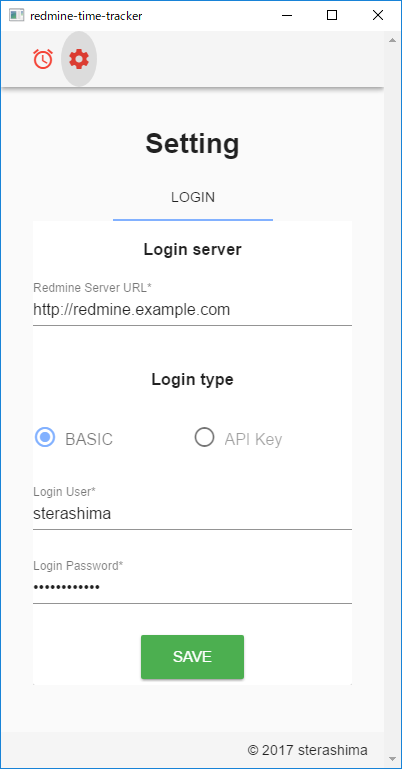 redmine-time-tracker
Setting
LOGIN
Login server
Redmine Server URL*
http://redmine.example.com
Login type
BASIC
API Key
Login User*
sterashima
Login Password*
••••••••••••
SAVE
© 2017 sterashima